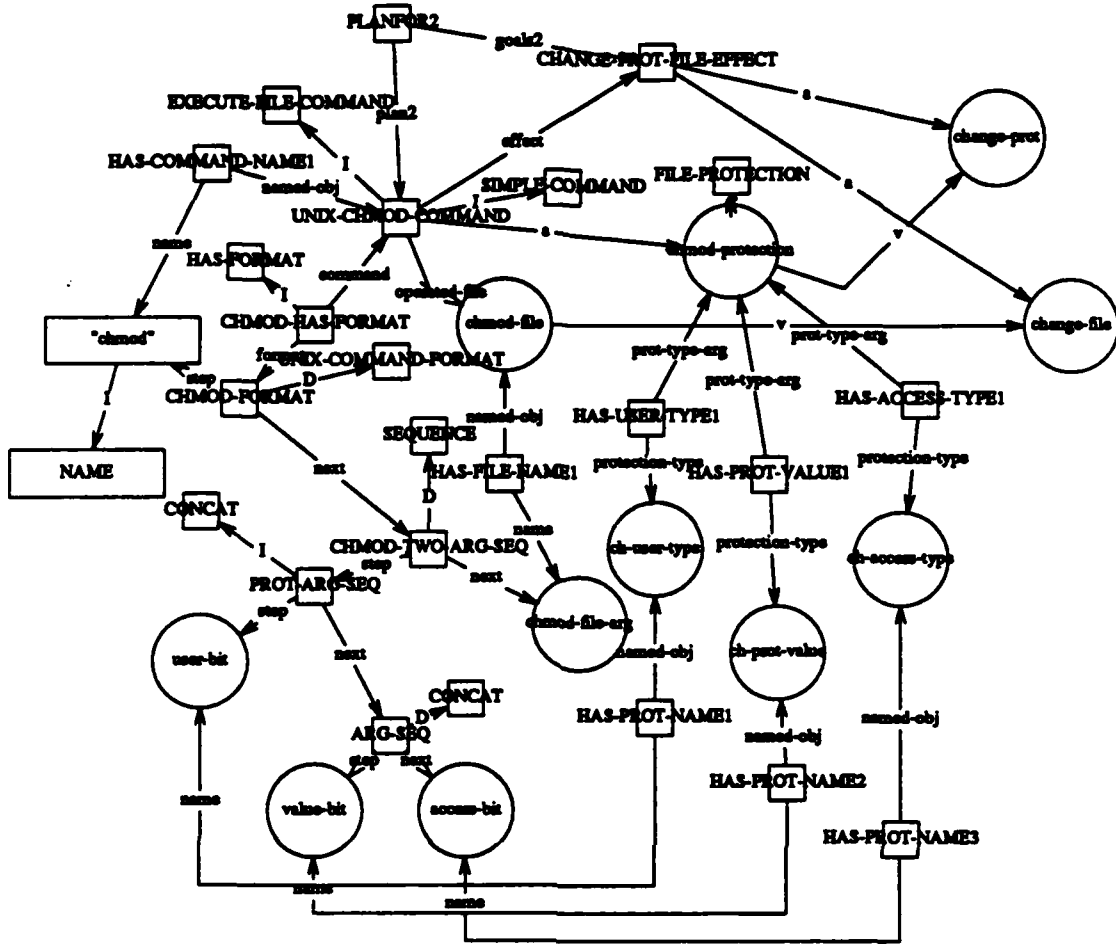 PLANFOR2
goals2
CHANGE-PROT-FILE-EFFECT
EXECUTE-FILE-COMMAND
plan2
a
change-prot
HAS-COMMAND-NAME1
I
effect
named-obj
SIMPLE-COMMAND
FILE-PROTECTION
a
I
UNIX-CHMOD-COMMAND
name
a
chmod-protection
v
HAS-FORMAT
command
I
operated-file
CHMOD-HAS-FORMAT
chmod-file
v
change-file
"chmod"
format
UNIX-COMMAND-FORMAT
prot-type-arg
prot-type-arg
step
D
prot-type-arg
CHMOD-FORMAT
I
named-obj
HAS-USER-TYPE1
HAS-ACCESS-TYPE1
SEQUENCE
NAME
next
HAS-FILE-NAME1
protection-type
HAS-PROT-VALUE1
protection-type
D
CONCAT
name
CHMOD-TWO-ARG-SEQ
ch-user-type
protection-type
ch-access-type
I
step
next
PROT-ARG-SEQ
step
chmod-file-arg
user-bit
next
named-obj
ch-prot-value
CONCAT
D
HAS-PROT-NAME1
named-obj
ARG-SEQ
named-obj
step
next
HAS-PROT-NAME2
name
value-bit
access-bit
HAS-PROT-NAME3
name
name